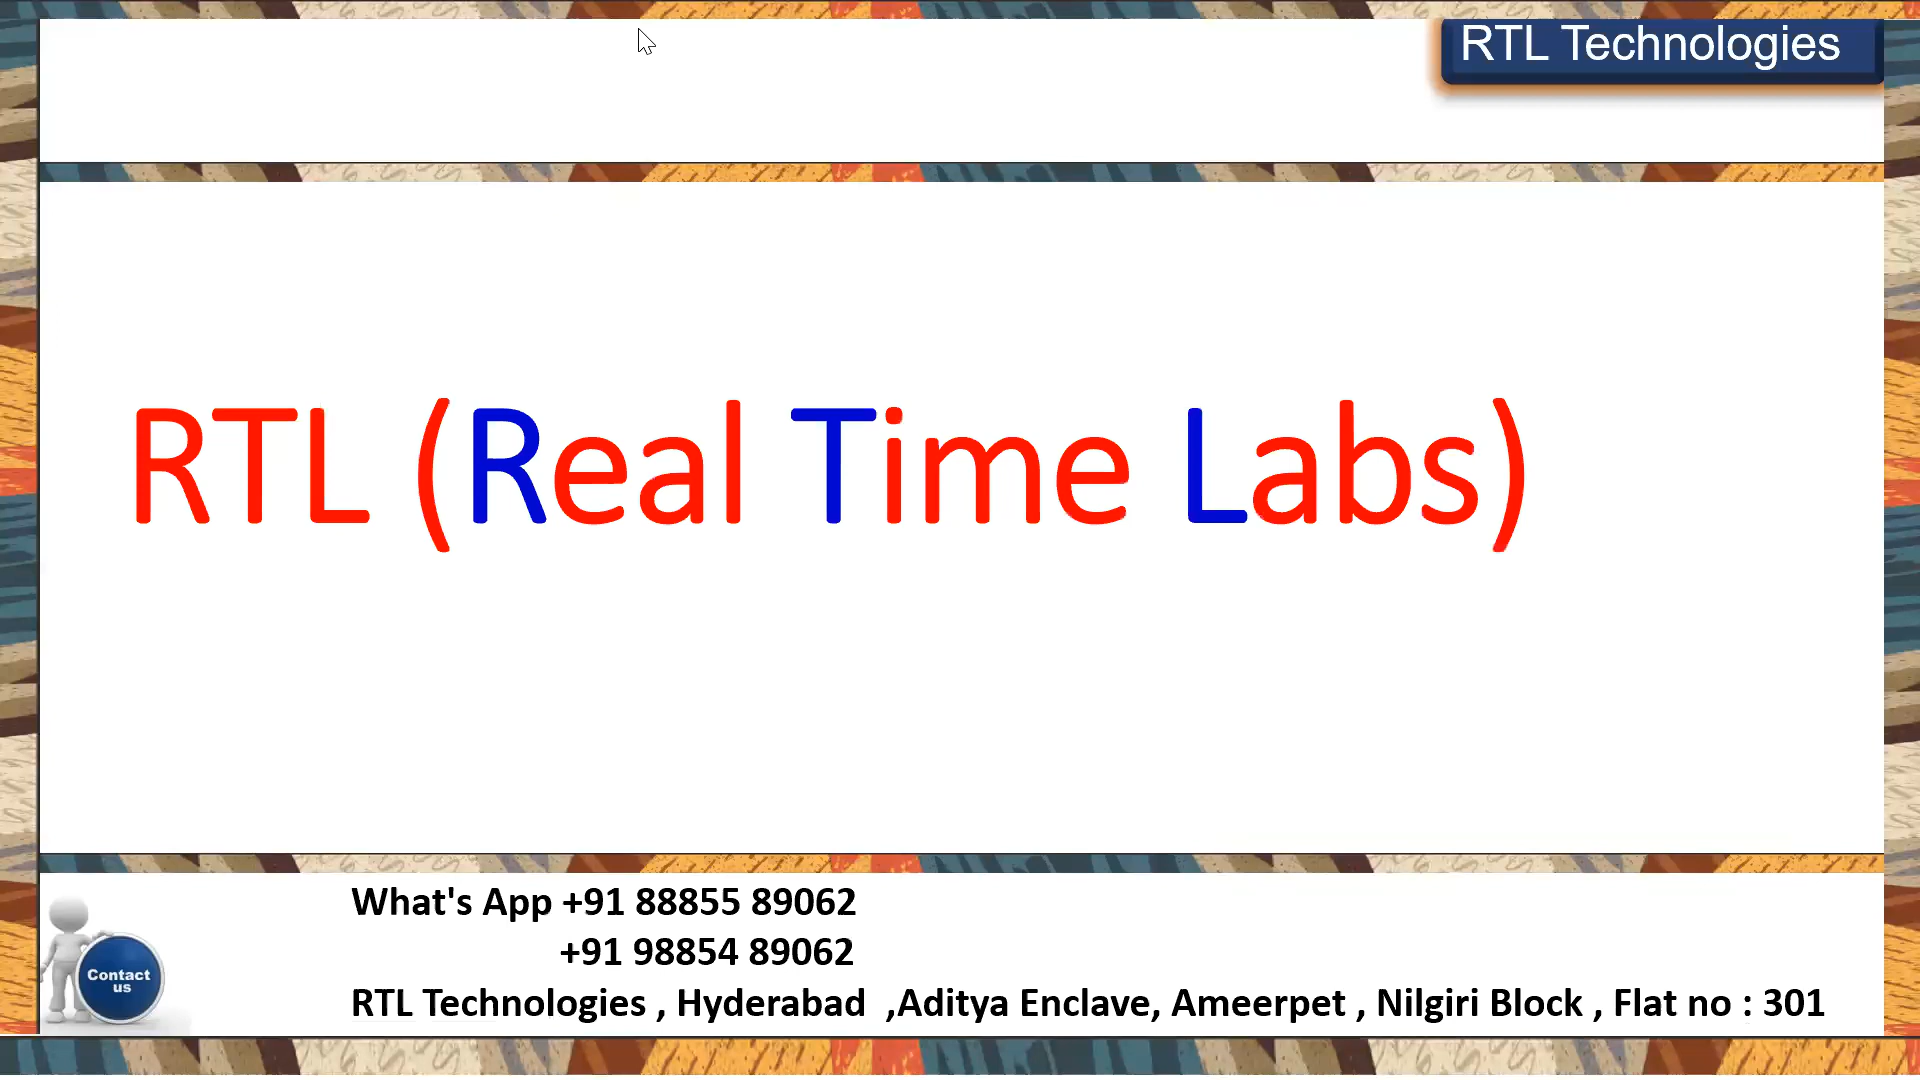 RTL Technologies
RTL (Real Time Labs)
What's App +91 88855 89062
+91 98854 89062
Contact
us
RTL Technologies , Hyderabad  ,Aditya Enclave, Ameerpet , Nilgiri Block , Flat no : 301